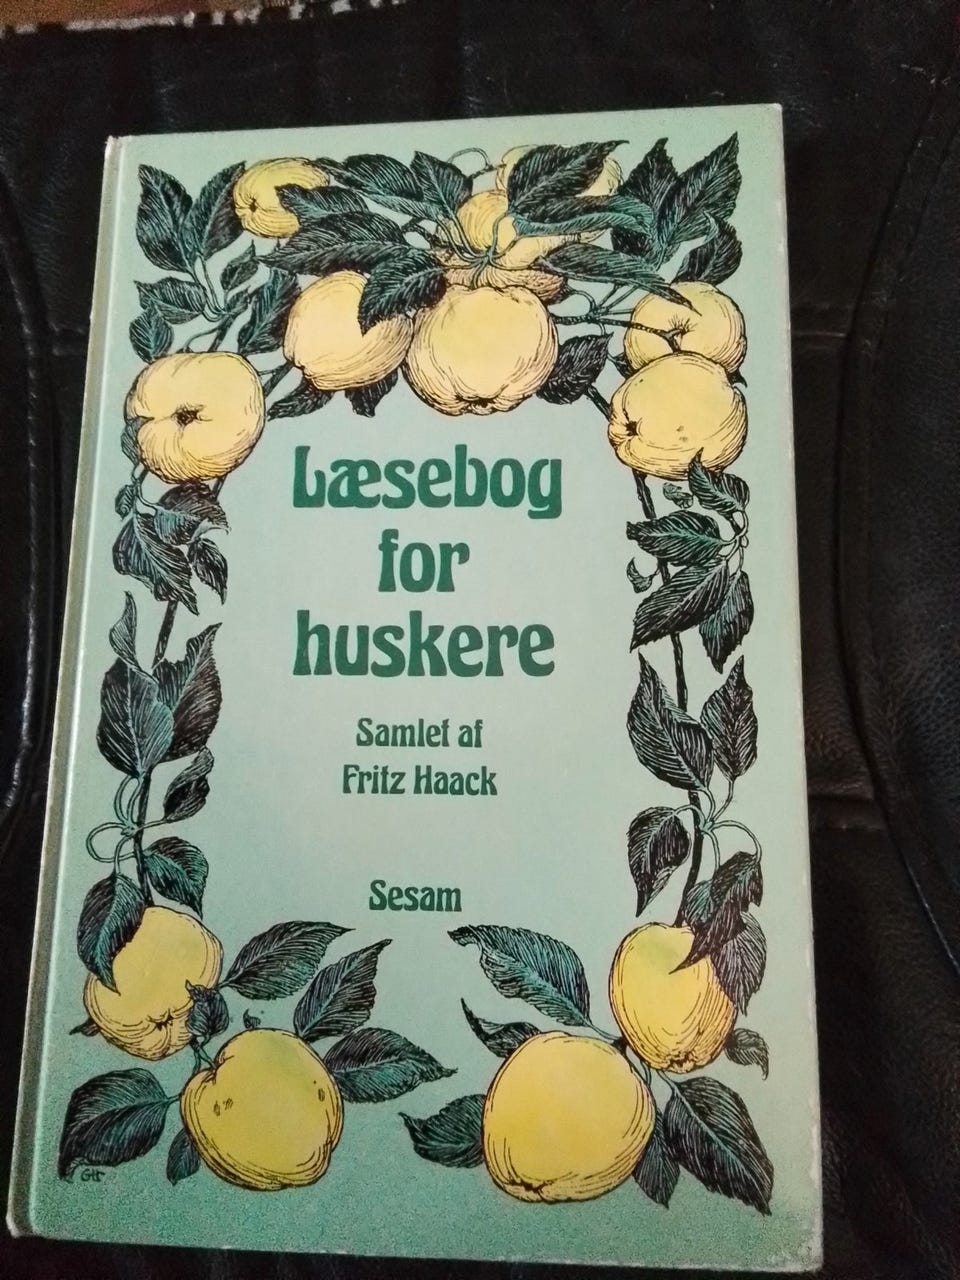 Læsebog
for
huskere
Samlet af
Fritz Haack
Sesam